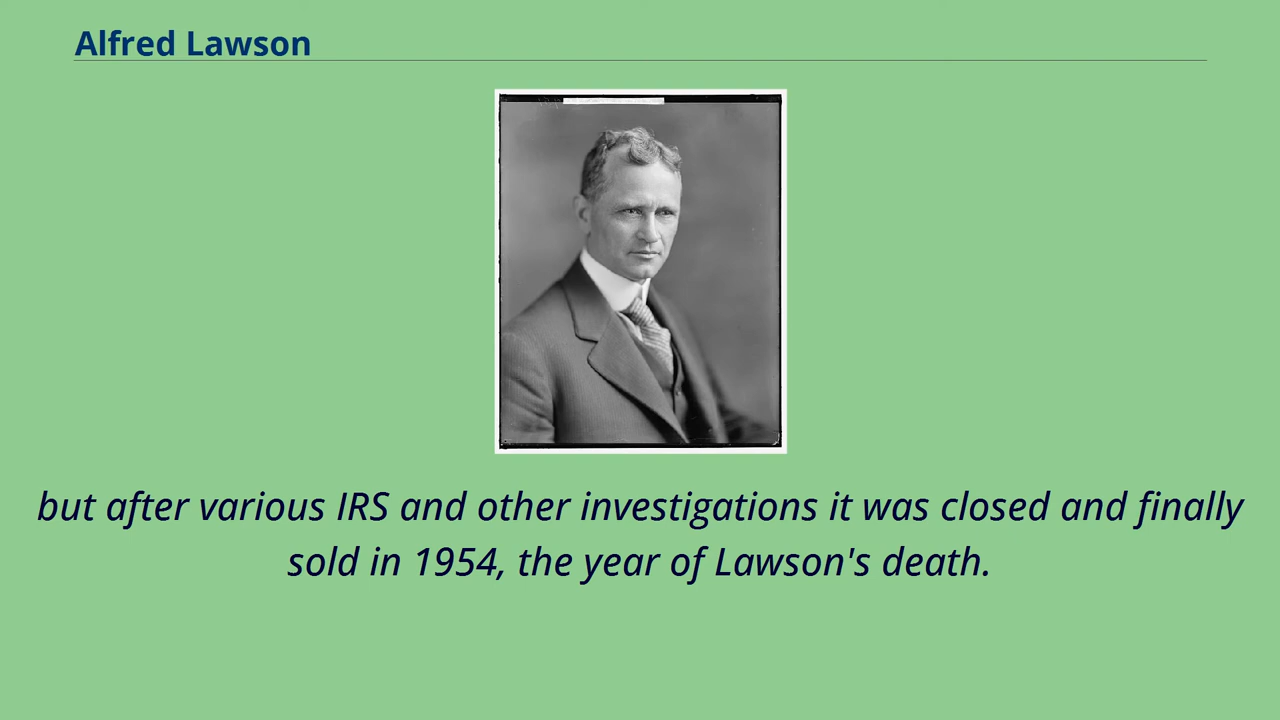 Alfred Lawson
but after various IRS and other investigations it was closed and finally
sold in 1954, the year of Lawson's death.